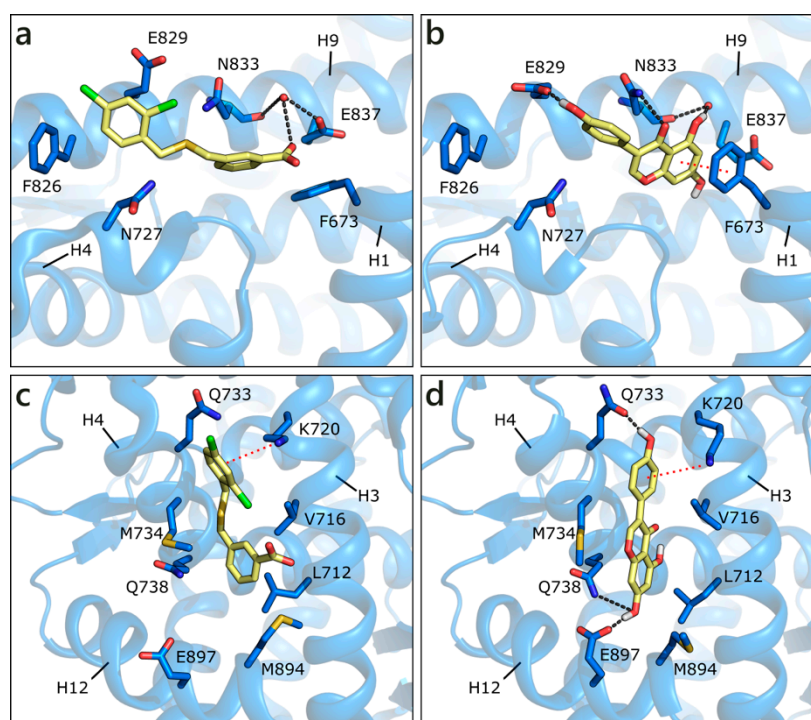 a
E829
N833
H9
E837
F826
N727
F673
H4
H1
b
E829
N833
H9
E837
F826
N727
F673
H4
H1
c
Q733
H4
K720
H3
M734
V716
Q738
L712
E897
M894
H12
d
Q733
H4
K720
H3
M734
V716
Q738
L712
E897
M894
H12